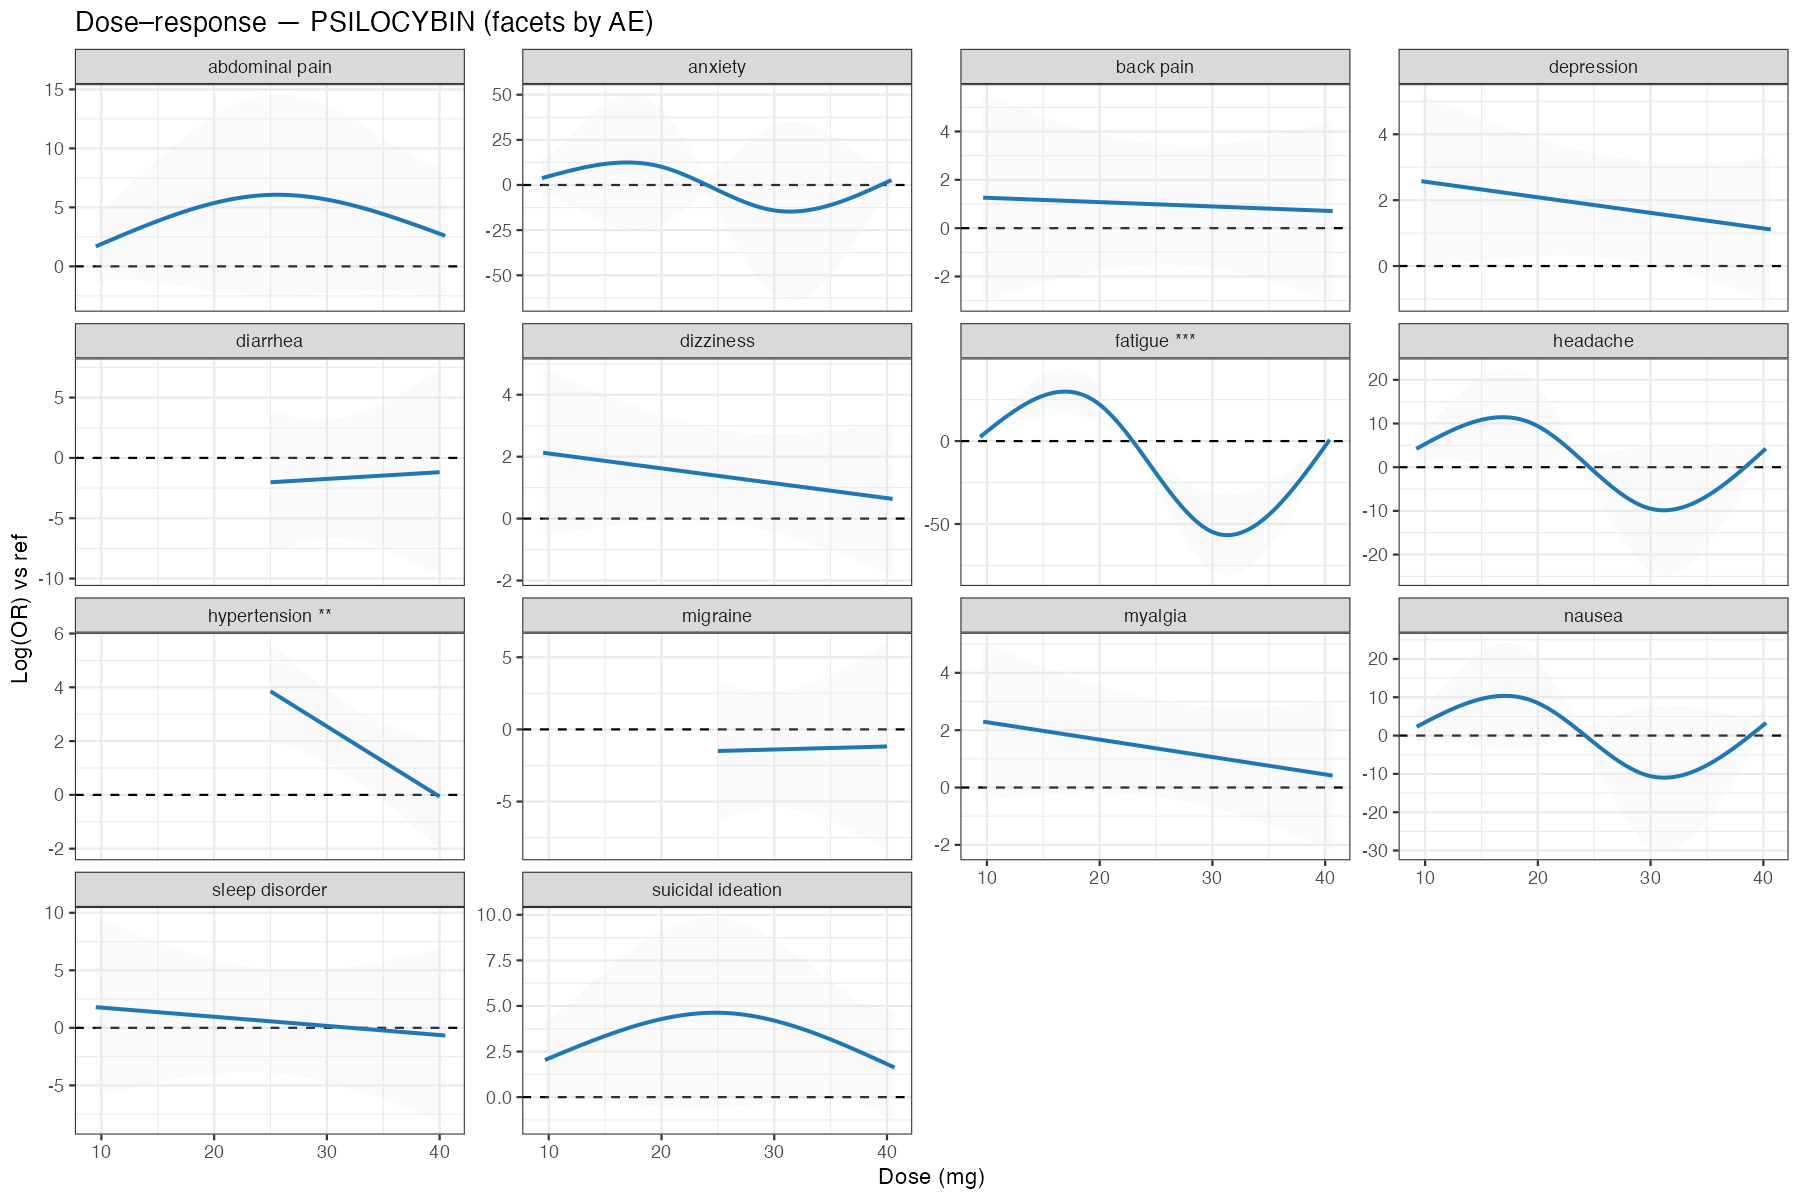 Dose–response — PSILOCYBIN (facets by AE)
abdominal pain
anxiety
back pain
depression
15
10
5
0
50
25
0
-25
-50
4
2
0
-2
4
2
0
diarrhea
dizziness
fatigue ***
headache
5
0
-5
-10
4
2
0
-2
0
-50
20
10
0
-10
-20
hypertension **
migraine
myalgia
nausea
6
4
2
0
-2
5
0
-5
4
2
0
-2
20
10
0
-10
-20
-30
10 20 30 40
10 20 30 40
sleep disorder
suicidal ideation
10
5
0
-5
10.0
7.5
5.0
2.5
0.0
10 20 30 40
10 20 30 40
Log(OR) vs ref
Dose (mg)